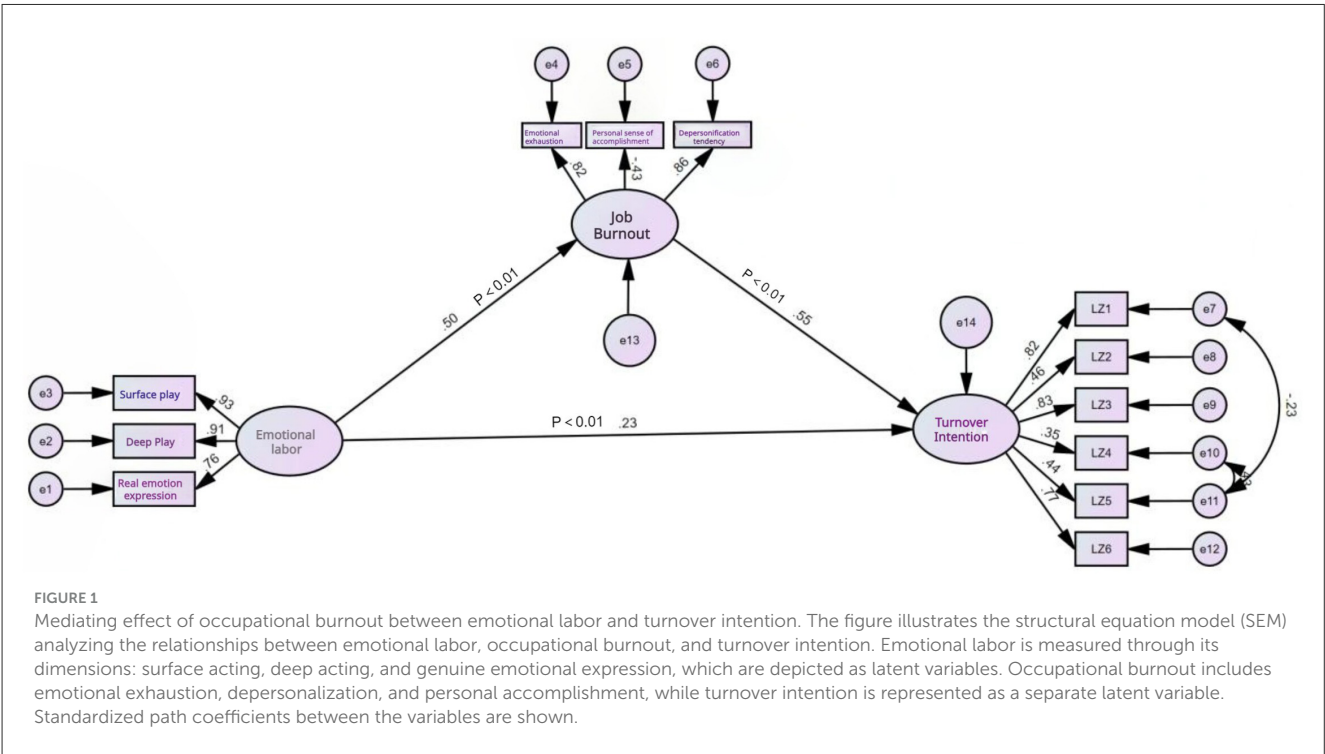 e4
e5
e6
Emotional
exhaustion
Personal sense of
accomplishment
Depersonification
tendency
.82
-.43
.86
Job
Burnout
P < 0.01
.50
P < 0.01
.55
e13
e14
e3
Surface play
.93
e2
Deep Play
.91
e1
Real emotion
expression
.76
Emotional
labor
P < 0.01 .23
Turnover
Intention
.82
.46
.83
.35
.44
.77
LZ1
e7
LZ2
e8
LZ3
e9
LZ4
e10
LZ5
e11
LZ6
e12
-.23
FIGURE 1
Mediating effect of occupational burnout between emotional labor and turnover intention. The figure illustrates the structural equation model (SEM)
analyzing the relationships between emotional labor, occupational burnout, and turnover intention. Emotional labor is measured through its
dimensions: surface acting, deep acting, and genuine emotional expression, which are depicted as latent variables. Occupational burnout includes
emotional exhaustion, depersonalization, and personal accomplishment, while turnover intention is represented as a separate latent variable.
Standardized path coefficients between the variables are shown.